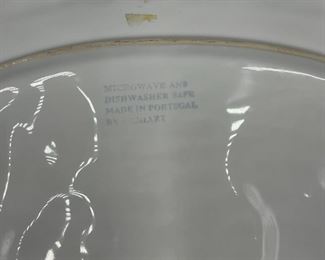 MICROWAVE AND
DISHWASHER SAFE
MADE IN PORTUGAL
BY